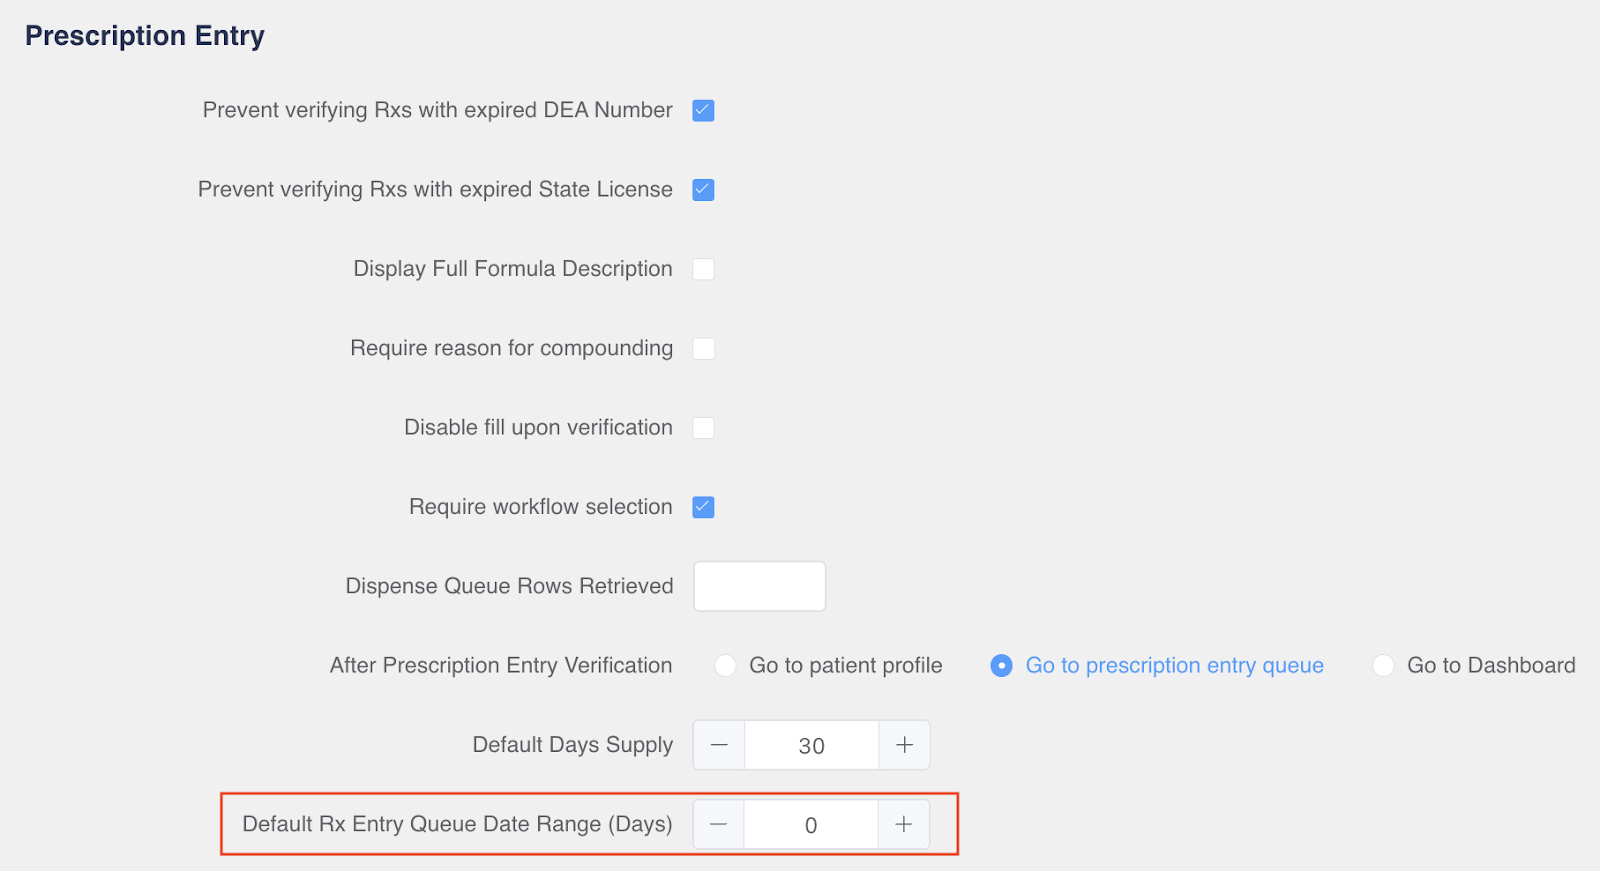 Prescription Entry
Prevent verifying Rxs with expired DEA Number
Prevent verifying Rxs with expired State License
Display Full Formula Description
Require reason for compounding
Disable fill upon verification
Require workflow selection
Dispense Queue Rows Retrieved
After Prescription Entry Verification Go to patient profile Go to prescription entry queue Go to Dashboard
Default Days Supply — 30 +
Default Rx Entry Queue Date Range (Days) — 0 +